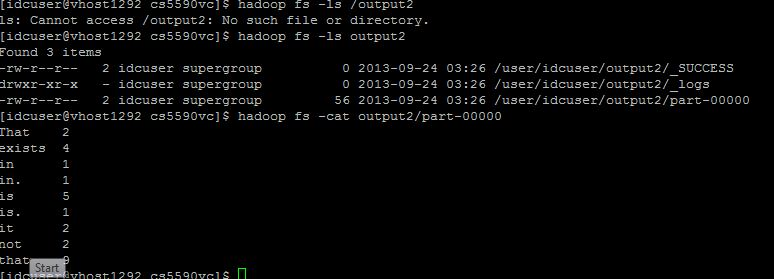 [idcuser@vhost1292 cs5590vc]$ hadoop fs -ls /output2
ls: Cannot access /output2: No such file or directory.
[idcuser@vhost1292 cs5590vc]$ hadoop fs -ls output2
Found 3 items
-rw-r--r--   2 idcuser supergroup          0 2013-09-24 03:26 /user/idcuser/output2/_SUCCESS
drwxr-xr-x   - idcuser supergroup          0 2013-09-24 03:26 /user/idcuser/output2/_logs
-rw-r--r--   2 idcuser supergroup         56 2013-09-24 03:26 /user/idcuser/output2/part-00000
[idcuser@vhost1292 cs5590vc]$ hadoop fs -cat output2/part-00000
That    2
exists  4
in      1
in.     1
is      5
is.     1
it      2
not     2
that    9
Start
[idcuser@vhost1292 cs5590vc]$